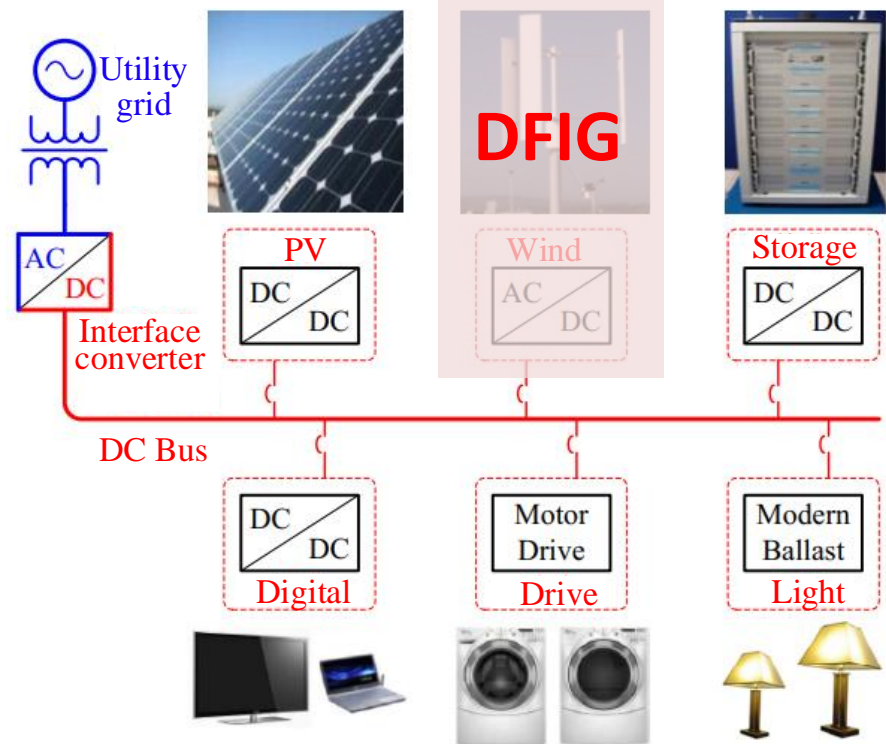 Utility
grid
DFIG
AC
DC
Interface
converter
PV
DC
DC
Wind
AC
DC
Storage
DC
DC
DC Bus
DC
DC
Digital
Motor
Drive
Drive
Modern
Ballast
Light